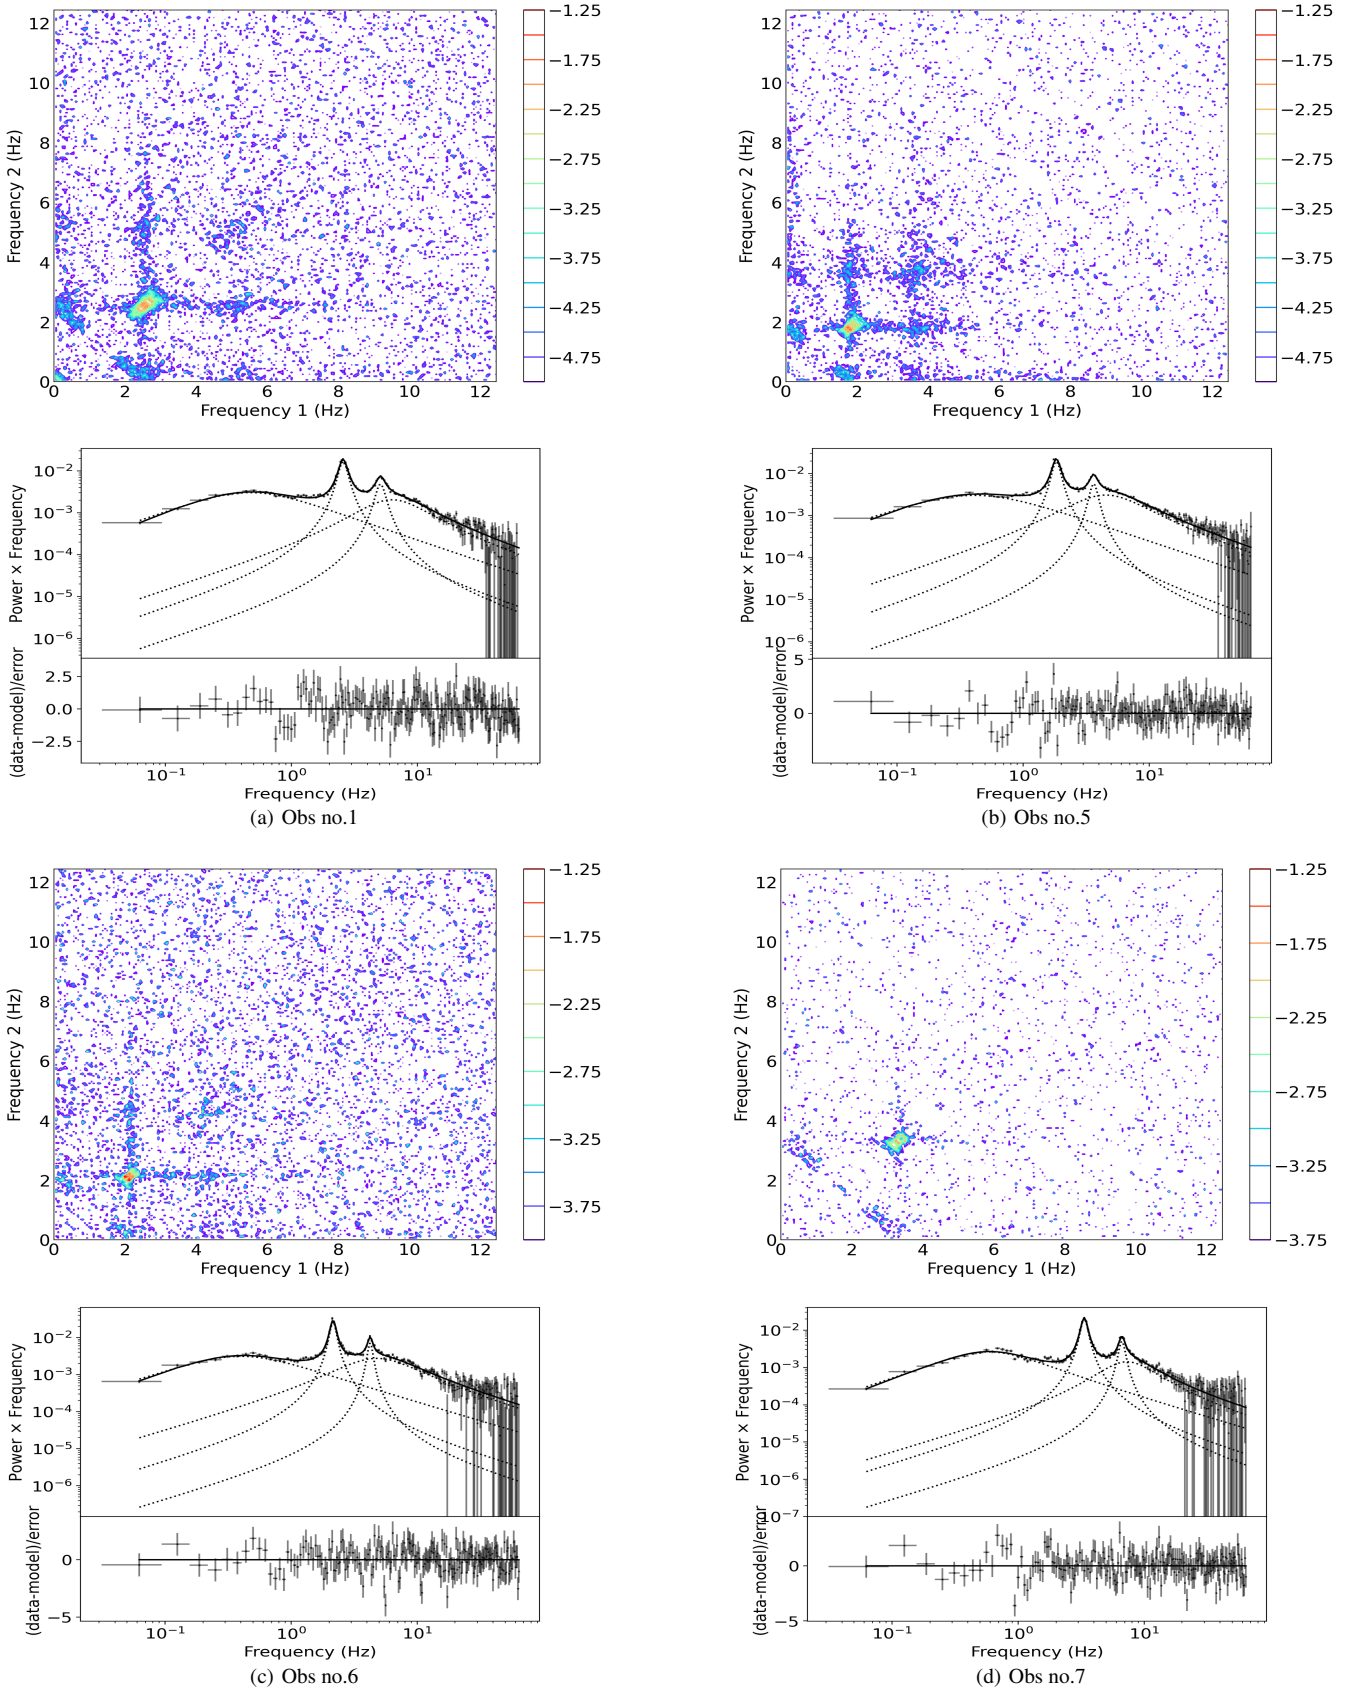 12
10
8
6
4
2
0
Frequency 2 (Hz)
0 2 4 6 8 10 12
Frequency 1 (Hz)
−1.25
−1.75
−2.25
−2.75
−3.25
−3.75
−4.25
−4.75
12
10
8
6
4
2
0
Frequency 2 (Hz)
0 2 4 6 8 10 12
Frequency 1 (Hz)
−1.25
−1.75
−2.25
−2.75
−3.25
−3.75
−4.25
−4.75
10⁻²
10⁻³
10⁻⁴
10⁻⁵
10⁻⁶
Power × Frequency
2.5
0.0
−2.5
(data-model)/error
10⁻¹ 10⁰ 10¹
Frequency (Hz)
(a) Obs no.1
10⁻²
10⁻³
10⁻⁴
10⁻⁵
10⁻⁶
Power × Frequency
5
0
(data-model)/error
10⁻¹ 10⁰ 10¹
Frequency (Hz)
(b) Obs no.5
12
10
8
6
4
2
0
Frequency 2 (Hz)
0 2 4 6 8 10 12
Frequency 1 (Hz)
−1.25
−1.75
−2.25
−2.75
−3.25
−3.75
12
10
8
6
4
2
0
Frequency 2 (Hz)
0 2 4 6 8 10 12
Frequency 1 (Hz)
−1.25
−1.75
−2.25
−2.75
−3.25
−3.75
10⁻²
10⁻³
10⁻⁴
10⁻⁵
10⁻⁶
Power × Frequency
0
−5
(data-model)/error
10⁻¹ 10⁰ 10¹
Frequency (Hz)
(c) Obs no.6
10⁻²
10⁻³
10⁻⁴
10⁻⁵
10⁻⁶
10⁻⁷
Power × Frequency
0
−5
(data-model)/error
10⁻¹ 10⁰ 10¹
Frequency (Hz)
(d) Obs no.7